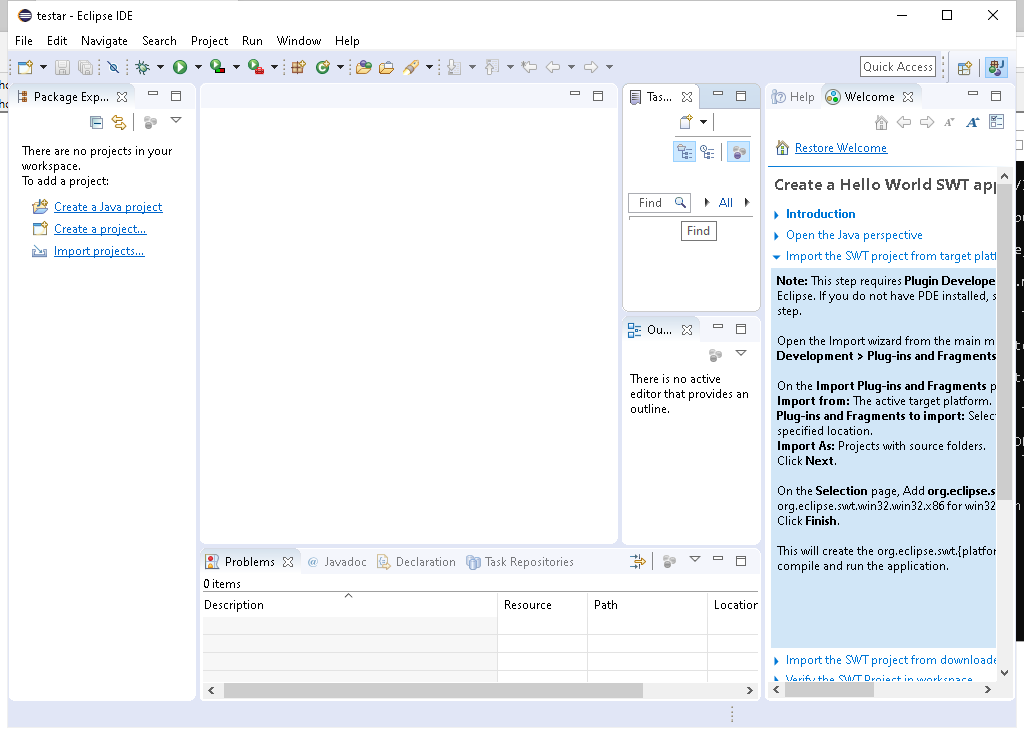 testar - Eclipse IDE
File Edit Navigate Search Project Run Window Help
Quick Access
Package Exp...
There are no projects in your
workspace.
To add a project:
Create a Java project
Create a project...
Import projects...
Tas...
Find
All
Find
Ou...
There is no active
editor that provides an
outline.
Help
Welcome
Restore Welcome
Create a Hello World SWT app
Introduction
Open the Java perspective
Import the SWT project from target platf
Note: This step requires Plugin Develope
Eclipse. If you do not have PDE installed, s
step.
Open the Import wizard from the main m
Development > Plug-ins and Fragments
On the Import Plug-ins and Fragments p
Import from: The active target platform.
Plug-ins and Fragments to import: Selec
specified location.
Import As: Projects with source folders.
Click Next.
On the Selection page, Add org.eclipse.s
org.eclipse.swt.win32.win32.x86 for win32
Click Finish.
This will create the org.eclipse.swt.{platfor
compile and run the application.
Import the SWT project from downloade
Verify the SWT Project in workspace
Problems
@ Javadoc
Declaration
Task Repositories
0 items
Description Resource Path Location